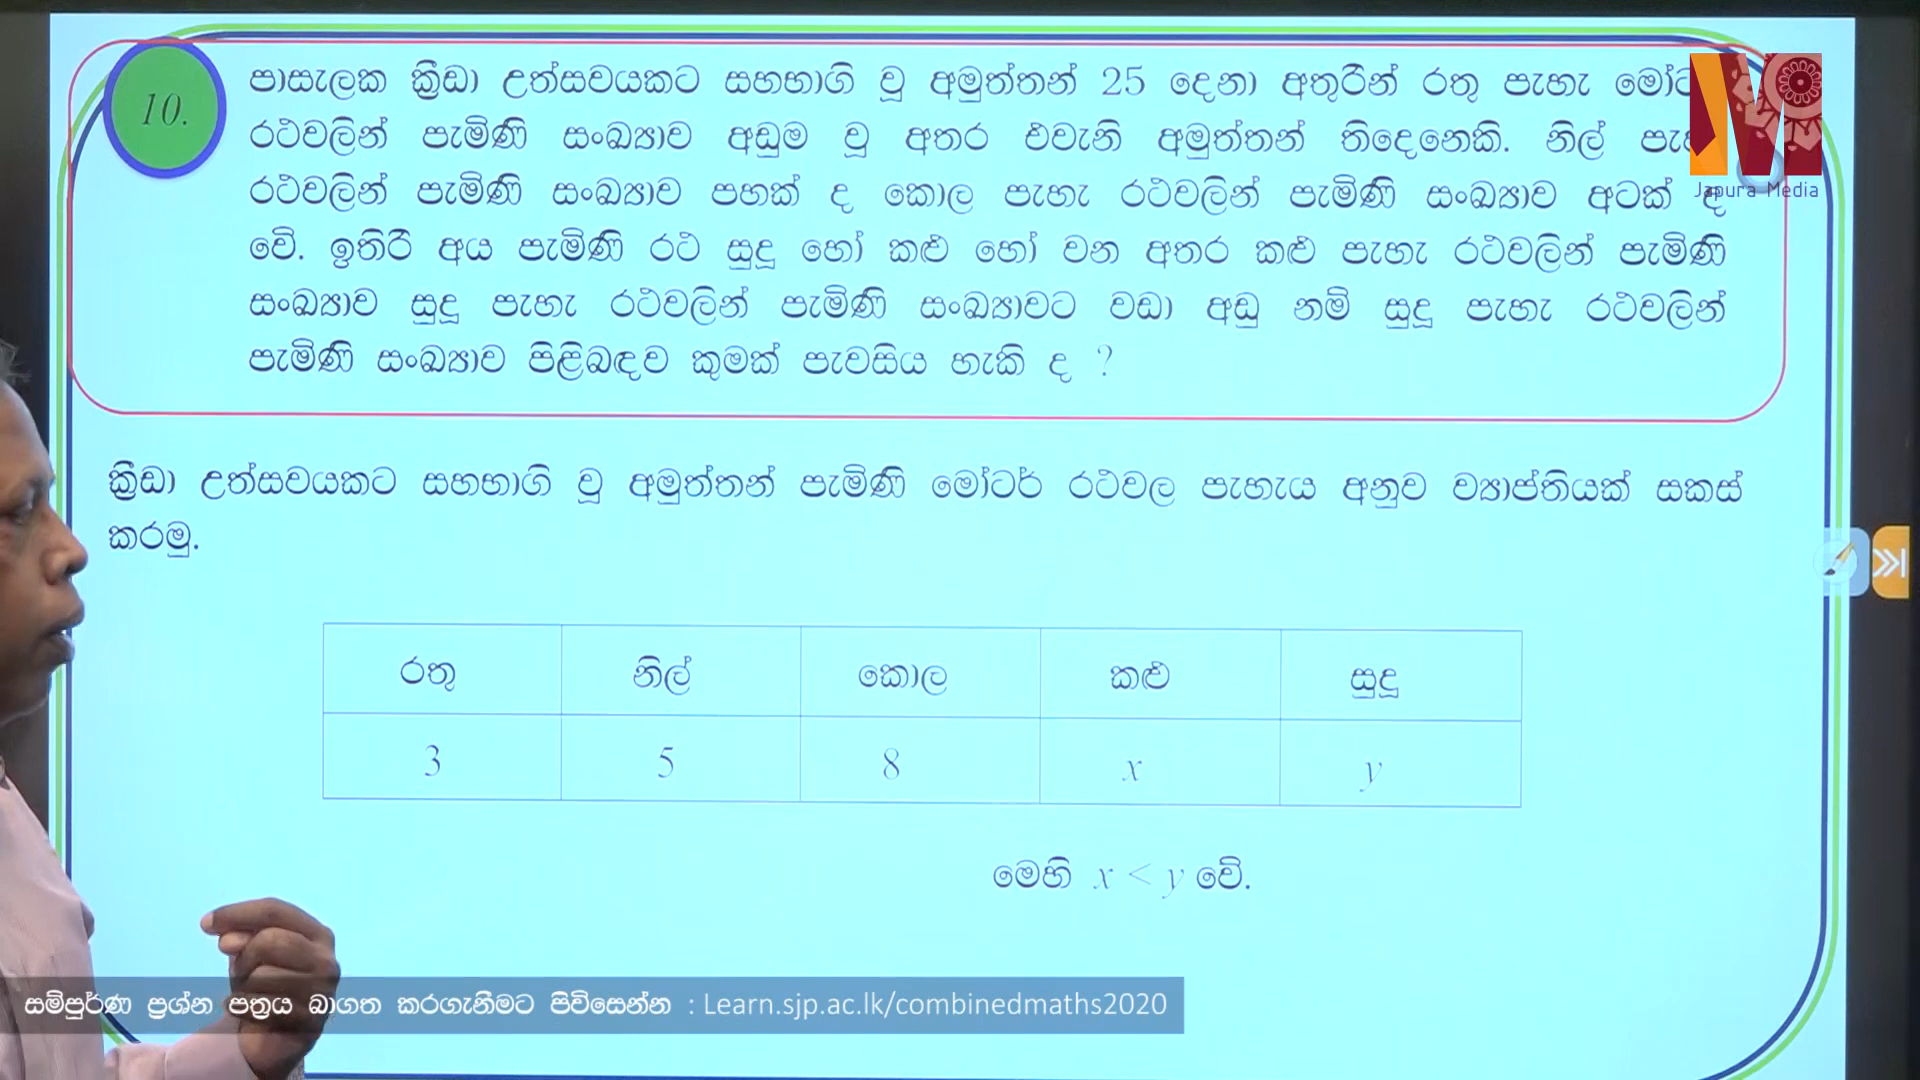 10.
පාසැලක ක්‍රීඩා උත්සවයකට සහභාගි වූ අමුත්තන් 25 දෙනා අතුරින් රතු පැහැ
රථවලින් පැමිණි සංඛ්‍යාව අඩුම වූ අතර එවැනි අමුත්තන් තිදෙනෙකි. නිල්
රථවලින් පැමිණි සංඛ්‍යාව පහක් ද කොල පැහැ රථවලින් පැමිණි සංඛ්‍යාව අටක් ද
වේ. ඉතිරි අය පැමිණි රථ සුදු හෝ කළු හෝ වන අතර කළු පැහැ රථවලින් පැමිණි
සංඛ්‍යාව සුදු පැහැ රථවලින් පැමිණි සංඛ්‍යාවට වඩා අඩු නම් සුදු පැහැ රථවලින්
පැමිණි සංඛ්‍යාව පිළිබඳව කුමක් පැවසිය හැකි ද ?
Japura Media
ක්‍රීඩා උත්සවයකට සහභාගි වූ අමුත්තන් පැමිණි මෝටර් රථවල පැහැය අනුව ව්‍යාප්තියක් සකස්
කරමු.
රතු නිල් කොල කළු සුදු
3 5 8 x y
මෙහි x < y වේ.
සම්පුර්ණ ප්‍රශ්න පත්‍රය බාගත කරගැනීමට පිවිසෙන්න : Learn.sjp.ac.lk/combinedmaths2020